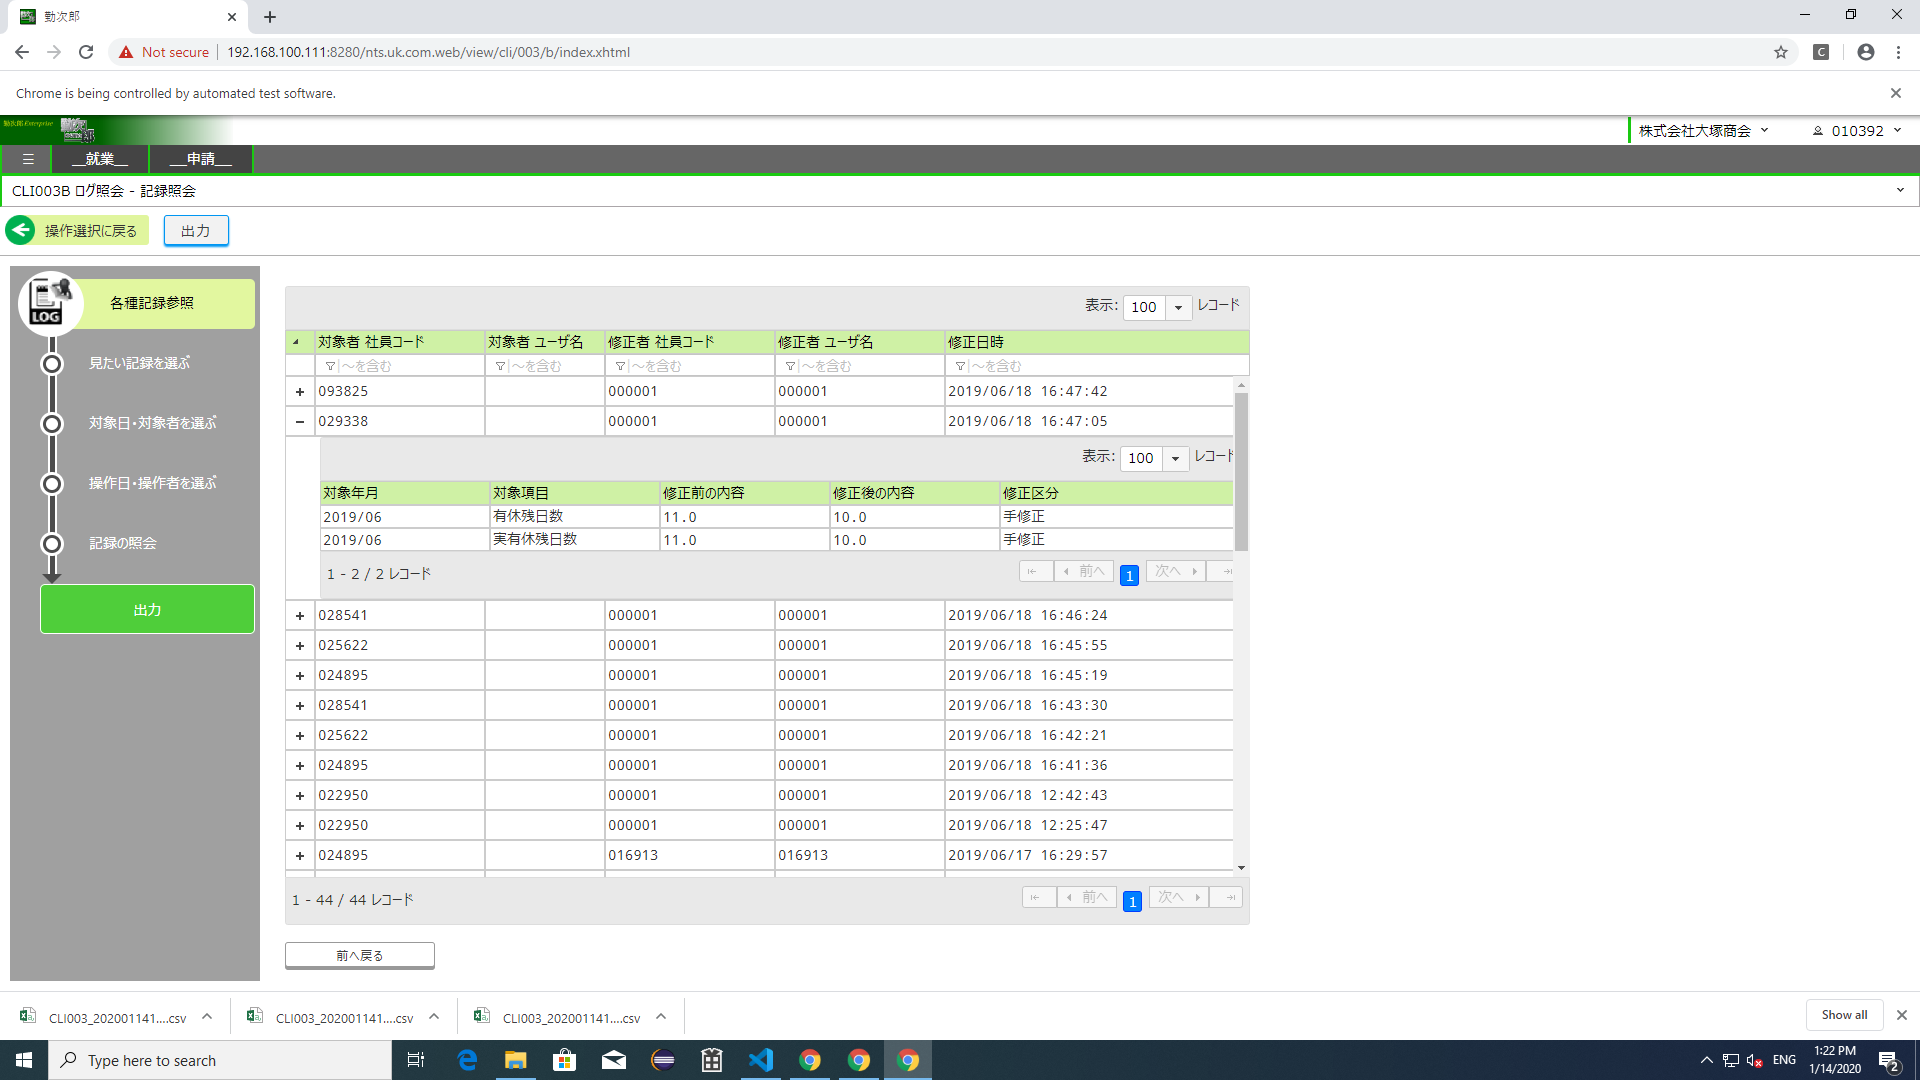 勤次郎
Not secure 192.168.100.111:8280/nts.uk.com.web/view/cli/003/b/index.xhtml
Chrome is being controlled by automated test software.
勤次郎 Enterprise
株式会社大塚商会 010392
__就業__ __申請__
CLI003B ログ照会 - 記録照会
操作選択に戻る 出力
LOG 各種記録参照
見たい記録を選ぶ
対象日・対象者を選ぶ
操作日・操作者を選ぶ
記録の照会
出力
表示: 100 レコード
対象者 社員コード 対象者 ユーザ名 修正者 社員コード 修正者 ユーザ名 修正日時
～を含む ～を含む ～を含む ～を含む ～を含む
+ 093825 000001 000001 2019/06/18 16:47:42
− 029338 000001 000001 2019/06/18 16:47:05
表示: 100 レコード
対象年月 対象項目 修正前の内容 修正後の内容 修正区分
2019/06 有休残日数 11.0 10.0 手修正
2019/06 実有休残日数 11.0 10.0 手修正
1 - 2 / 2 レコード 前へ 1 次へ
+ 028541 000001 000001 2019/06/18 16:46:24
+ 025622 000001 000001 2019/06/18 16:45:55
+ 024895 000001 000001 2019/06/18 16:45:19
+ 028541 000001 000001 2019/06/18 16:43:30
+ 025622 000001 000001 2019/06/18 16:42:21
+ 024895 000001 000001 2019/06/18 16:41:36
+ 022950 000001 000001 2019/06/18 12:42:43
+ 022950 000001 000001 2019/06/18 12:25:47
+ 024895 016913 016913 2019/06/17 16:29:57
1 - 44 / 44 レコード 前へ 1 次へ
前へ戻る
CLI003_202001141....csv CLI003_202001141....csv CLI003_202001141....csv Show all
Type here to search
ENG 1:22 PM
1/14/2020 2